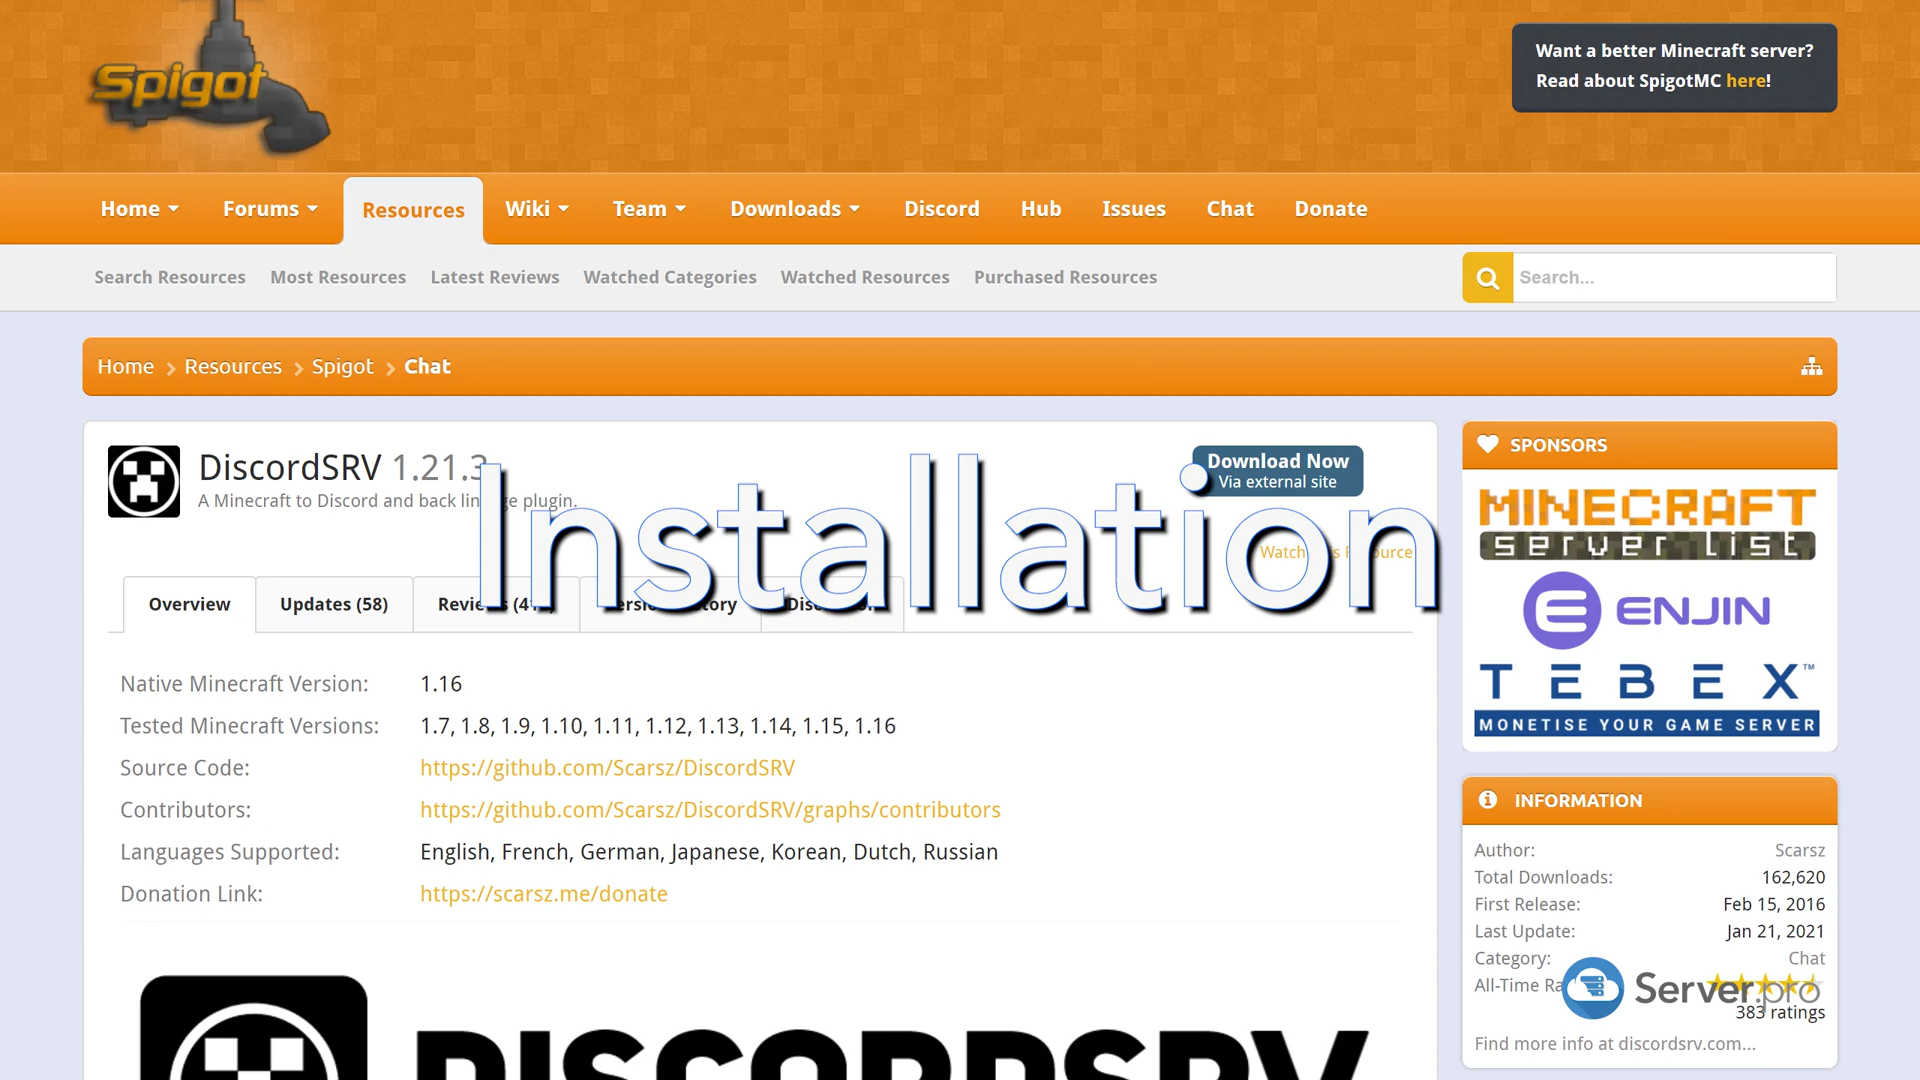 Spigot
Want a better Minecraft server?
Read about SpigotMC here!
Home Forums Resources Wiki Team Downloads Discord Hub Issues Chat Donate
Search Resources Most Resources Latest Reviews Watched Categories Watched Resources Purchased Resources
Search...
Home Resources Spigot Chat
DiscordSRV 1.21.3
A Minecraft to Discord and back
plugin.
Download Now
Via external site
Installation
Overview Updates (58)
Native Minecraft Version: 1.16
Tested Minecraft Versions: 1.7, 1.8, 1.9, 1.10, 1.11, 1.12, 1.13, 1.14, 1.15, 1.16
Source Code: https://github.com/Scarsz/DiscordSRV
Contributors: https://github.com/Scarsz/DiscordSRV/graphs/contributors
Languages Supported: English, French, German, Japanese, Korean, Dutch, Russian
Donation Link: https://scarsz.me/donate
DISCORDSRV
SPONSORS
MINECRAFT
server list
ENJIN
TEBEX™
MONETISE YOUR GAME SERVER
INFORMATION
Author: Scarsz
Total Downloads: 162,620
First Release: Feb 15, 2016
Last Update: Jan 21, 2021
Category: Chat
All-Time
Server.pro
383 ratings
Find more info at discordsrv.com...